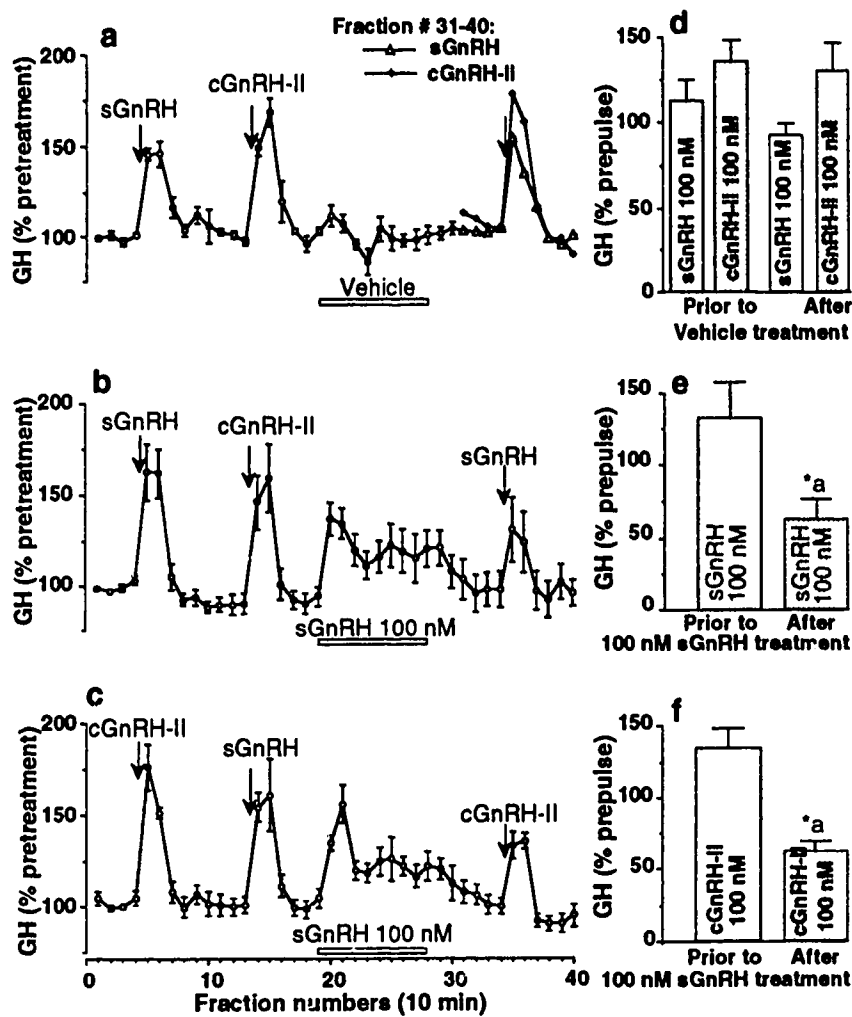 a
Fraction # 31-40:
sGnRH
cGnRH-II
GH (% pretreatment)
200
150
100
sGnRH
cGnRH-II
Vehicle
d
GH (% prepulse)
150
100
50
0
sGnRH 100 nM
cGnRH-II 100 nM
sGnRH 100 nM
cGnRH-II 100 nM
Prior to After
Vehicle treatment
b
GH (% pretreatment)
200
150
100
sGnRH
cGnRH-II
sGnRH
sGnRH 100 nM
e
GH (% prepulse)
150
100
50
0
*a
sGnRH
100 nM
sGnRH
100 nM
Prior to After
100 nM sGnRH treatment
c
GH (% pretreatment)
200
150
100
cGnRH-II
sGnRH
cGnRH-II
sGnRH 100 nM
0 10 20 30 40
Fraction numbers (10 min)
f
GH (% prepulse)
150
100
50
0
*a
cGnRH-II
100 nM
cGnRH-II
100 nM
Prior to After
100 nM sGnRH treatment